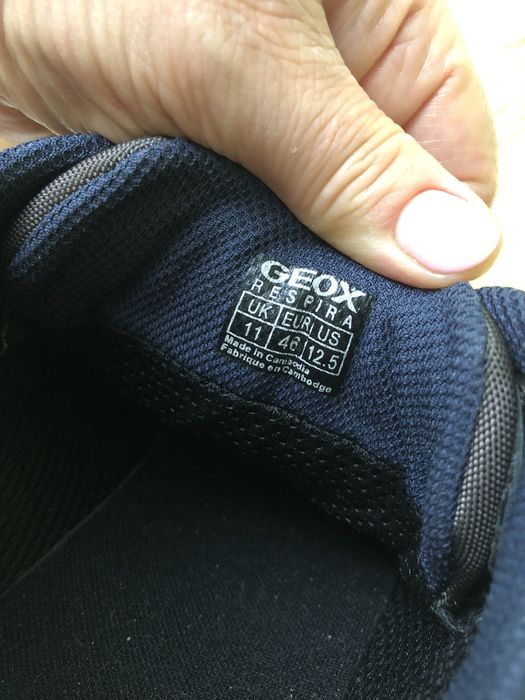 GEOX
RESPIRA
UK EUR US
11 46 12.5
Made in Cambodia
Fabrique en Cambodge